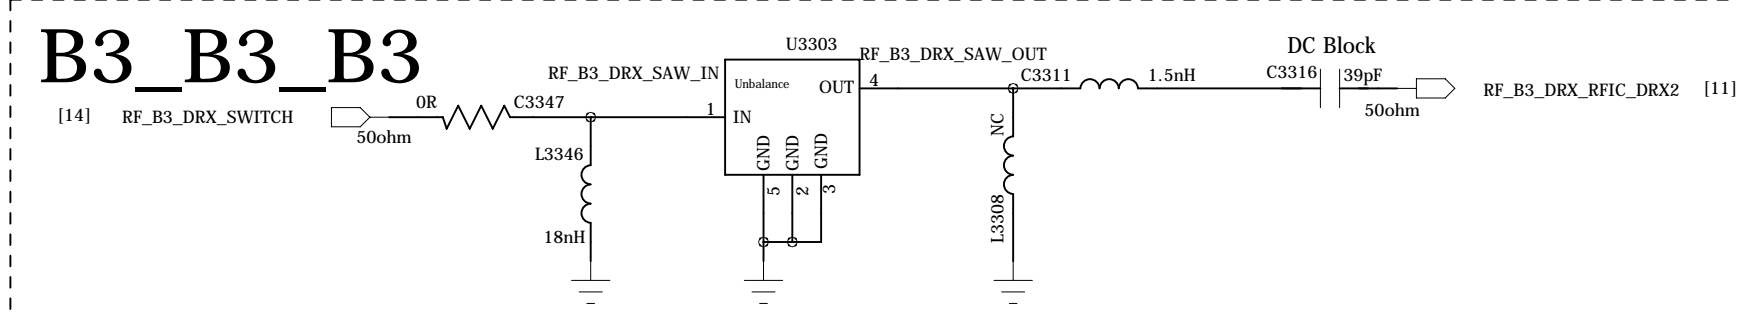 B3_B3_B3
[14] RF_B3_DRX_SWITCH
50ohm
0R
C3347
L3346
18nH
RF_B3_DRX_SAW_IN
1
U3303
Unbalance
IN
OUT
GND
GND
GND
5
2
3
4
RF_B3_DRX_SAW_OUT
NC
L3308
C3311
1.5nH
DC Block
C3316
39pF
50ohm
RF_B3_DRX_RFIC_DRX2 [11]